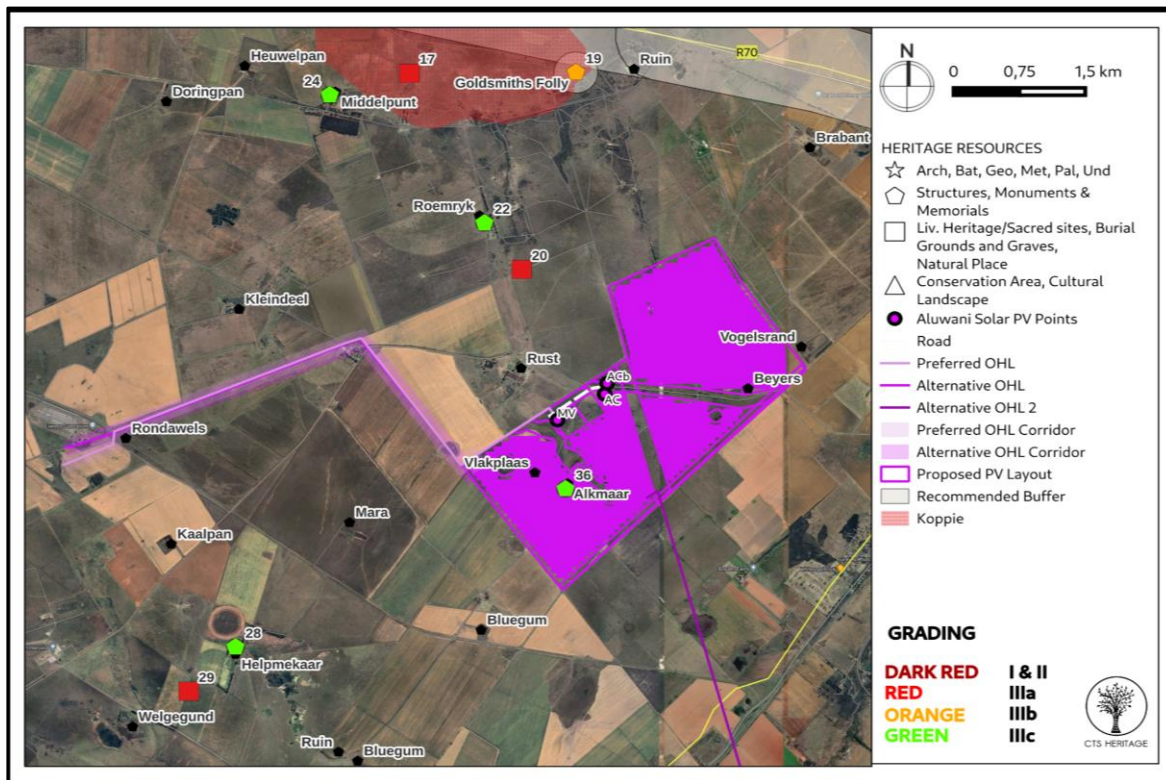 Heuwelpan
17
19
Ruin
R70
24
Goldsmiths Folly
Doringpan
Middelpunt
Brabant
Roemryk
22
20
Kleindeel
Vogelsrand
Rust
ACb
Beyers
AC
MV
Rondawels
Vlakplaas
36
Alkmaar
Mara
Kaalpan
Bluegum
28
Helpmekaar
29
Welgegund
Ruin
Bluegum
N
0 0,75 1,5 km
HERITAGE RESOURCES
Arch, Bat, Geo, Met, Pal, Und
Structures, Monuments &
Memorials
Liv. Heritage/Sacred sites, Burial
Grounds and Graves,
Natural Place
Conservation Area, Cultural
Landscape
Aluwani Solar PV Points
Road
Preferred OHL
Alternative OHL
Alternative OHL 2
Preferred OHL Corridor
Alternative OHL Corridor
Proposed PV Layout
Recommended Buffer
Koppie
GRADING
DARK RED I & II
RED IIIa
ORANGE IIIb
GREEN IIIc
CTS HERITAGE